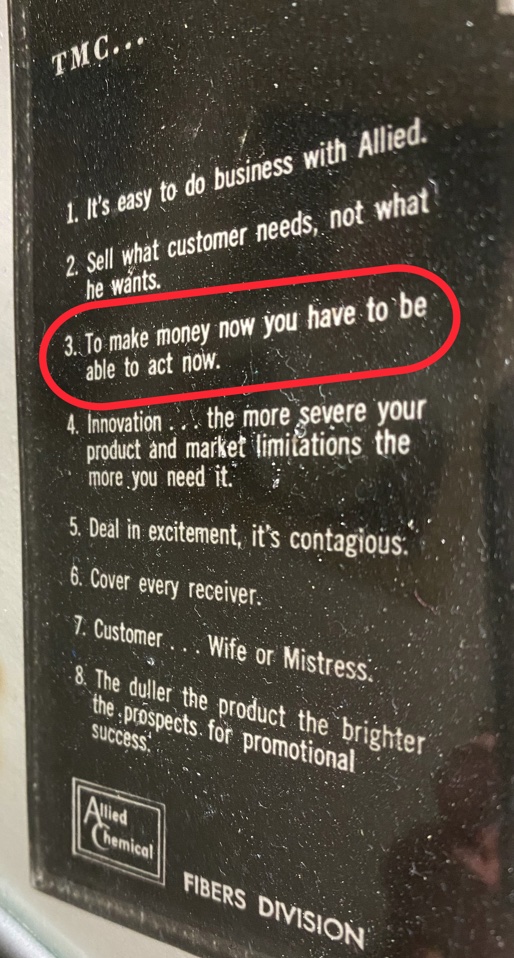 TMC...
1. It's easy to do business with Allied.
2. Sell what customer needs, not what
he wants.
3. To make money now you have to be
able to act now.
4. Innovation . . . the more severe your
product and market limitations the
more you need it.
5. Deal in excitement, it's contagious.
6. Cover every receiver.
7. Customer . . . Wife or Mistress.
8. The duller the product the brighter
the prospects for promotional
success.
Allied
Chemical
FIBERS DIVISION